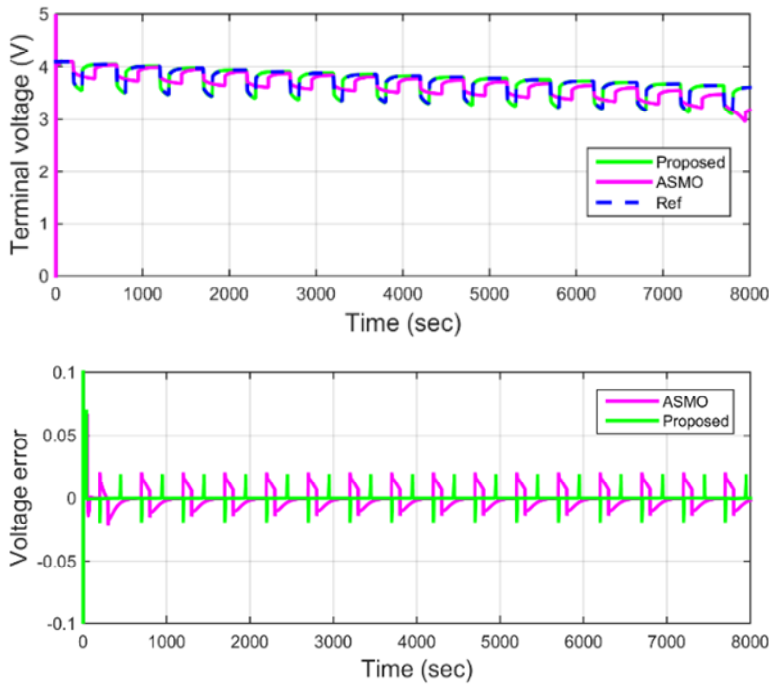 Terminal voltage (V)
5
4
3
2
1
0
0 1000 2000 3000 4000 5000 6000 7000 8000
Time (sec)
Proposed
ASMO
Ref
Voltage error
0.1
0.05
0
-0.05
-0.1
0 1000 2000 3000 4000 5000 6000 7000 8000
Time (sec)
ASMO
Proposed